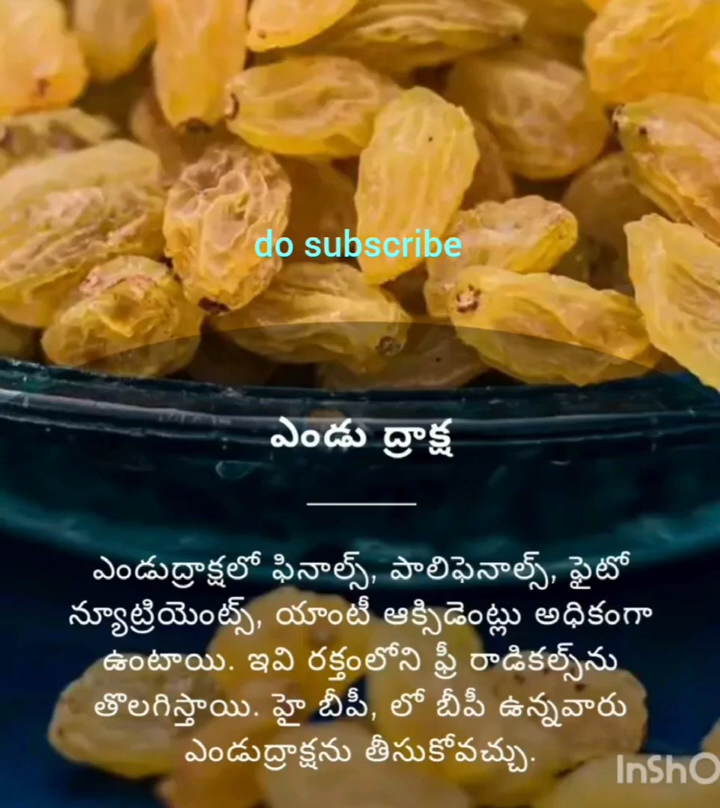 do subscribe
ఎండు ద్రాక్ష
ఎండుద్రాక్షలో ఫినాల్స్, పాలిఫెనాల్స్, ఫైటో
న్యూట్రియెంట్స్, యాంటీ ఆక్సిడెంట్లు అధికంగా
ఉంటాయి. ఇవి రక్తంలోని ఫ్రీ రాడికల్స్‌ను
తొలగిస్తాయి. హై బీపీ, లో బీపీ ఉన్నవారు
ఎండుద్రాక్షను తీసుకోవచ్చు.
InShO